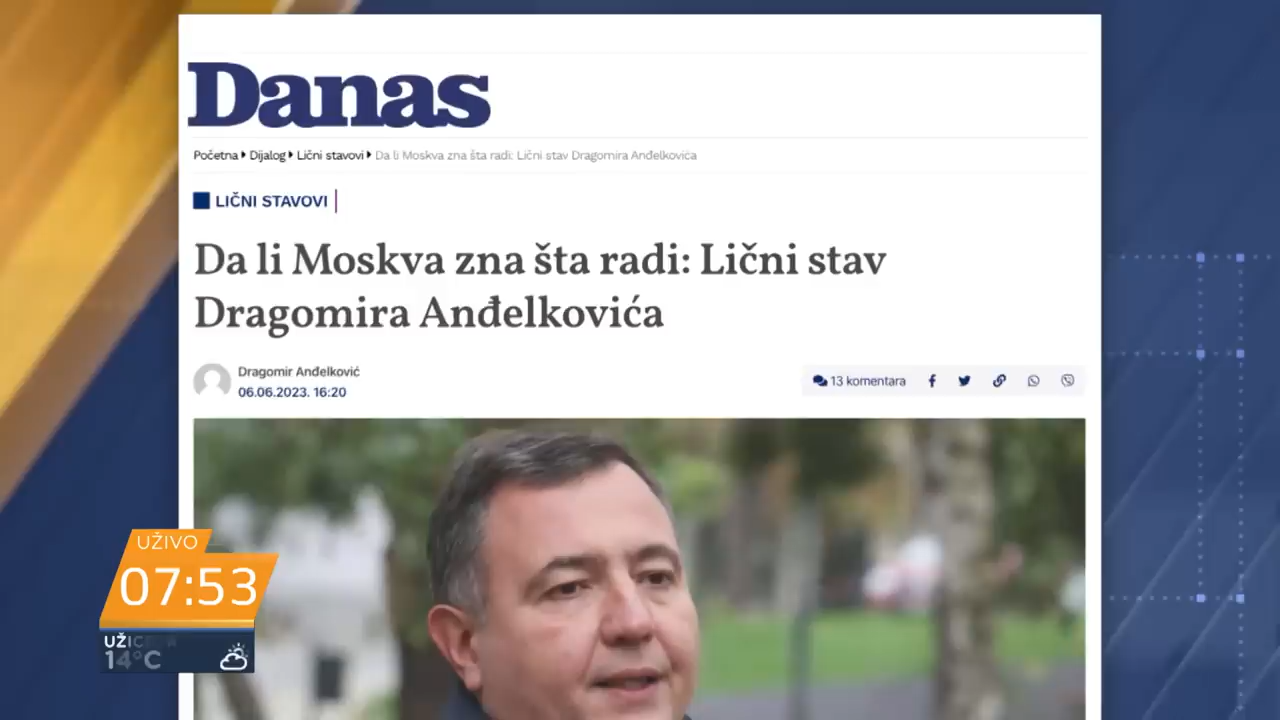 Danas
Početna Dijalog Lični stavovi Da li Moskva zna šta radi: Lični stav Dragomira Anđelkovića
LIČNI STAVOVI
Da li Moskva zna šta radi: Lični stav
Dragomira Anđelkovića
Dragomir Anđelković
06.06.2023. 16:20
13 komentara
UŽIVO
07:53
14°C